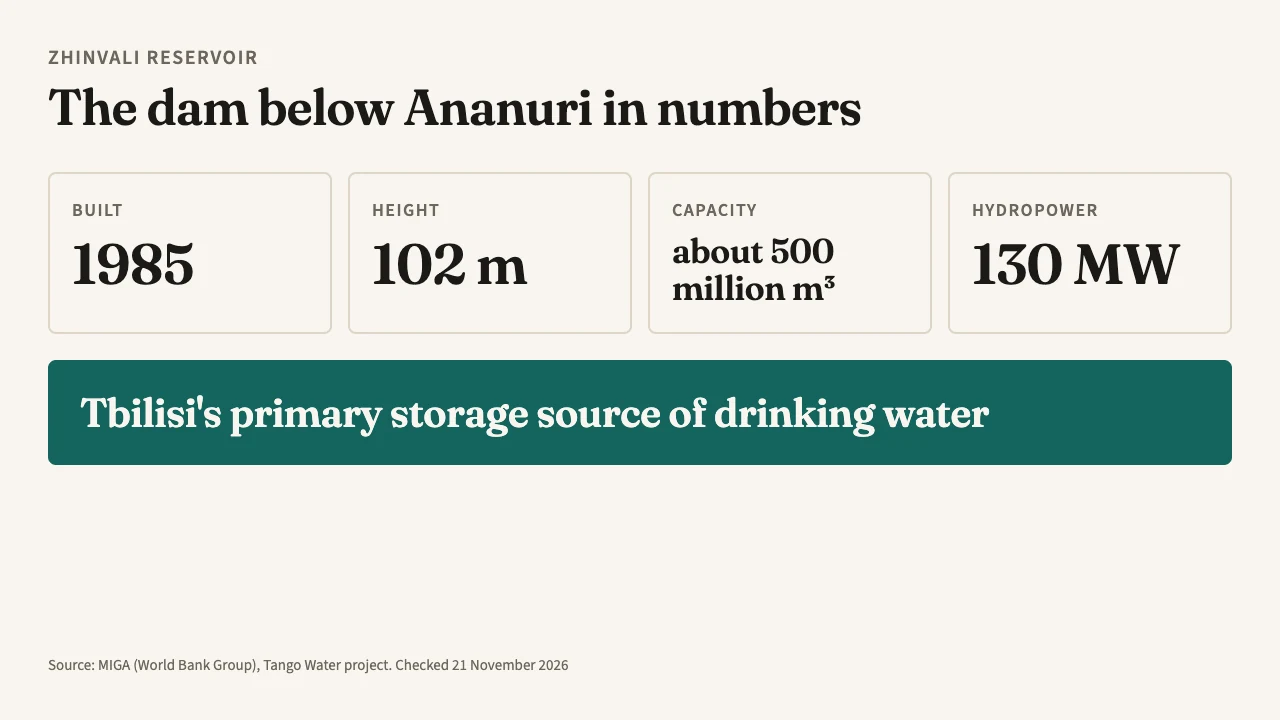 ZHINVALI RESERVOIR
The dam below Ananuri in numbers
BUILT
1985
HEIGHT
102 m
CAPACITY
about 500
million m³
HYDROPOWER
130 MW
Tbilisi's primary storage source of drinking water
Source: MIGA (World Bank Group), Tango Water project. Checked 21 November 2026